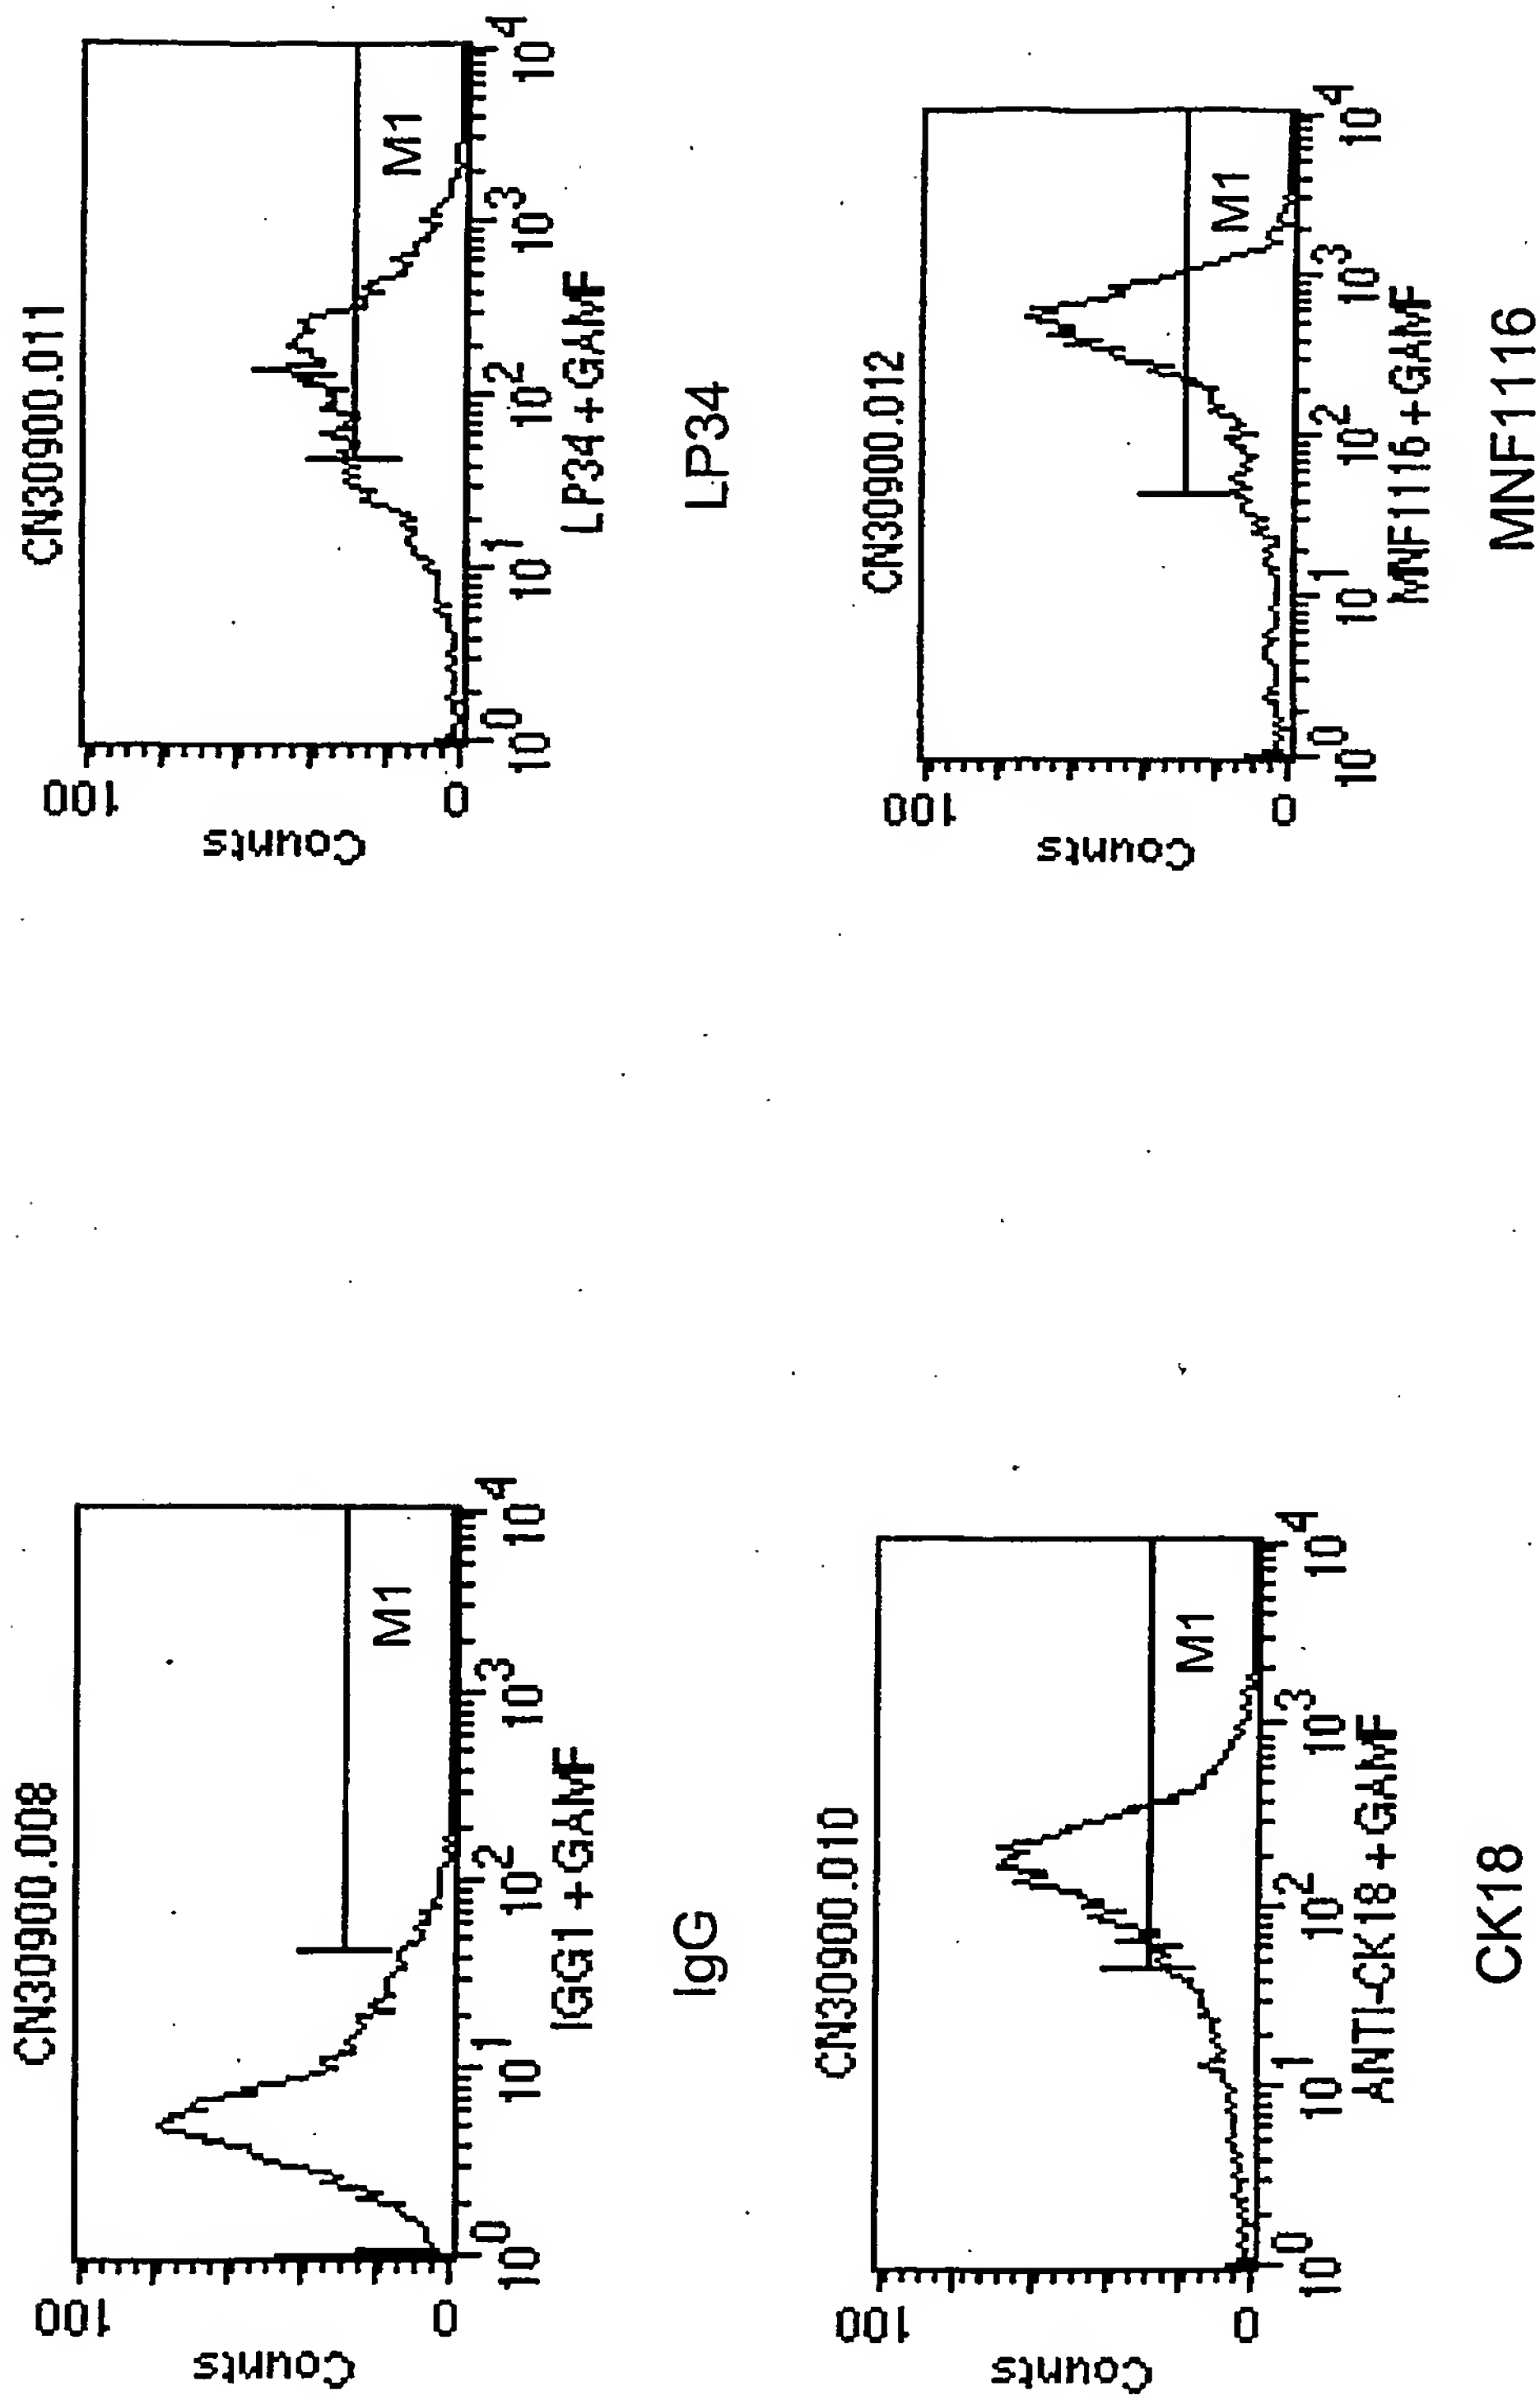 CN30900.008
Counts
100
0
10^0 10^1 10^2 10^3 10^4
M1
IGG1+GAMF
IgG
CN30900.011
Counts
100
0
10^0 10^1 10^2 10^3 10^4
M1
LP34+GAMF
LP34
CN30900.010
Counts
100
0
10^0 10^1 10^2 10^3 10^4
M1
ANTI-CK18+GAMF
CK18
CN30900.012
Counts
100
0
10^0 10^1 10^2 10^3 10^4
M1
MNF1116+GAMF
MNF1116